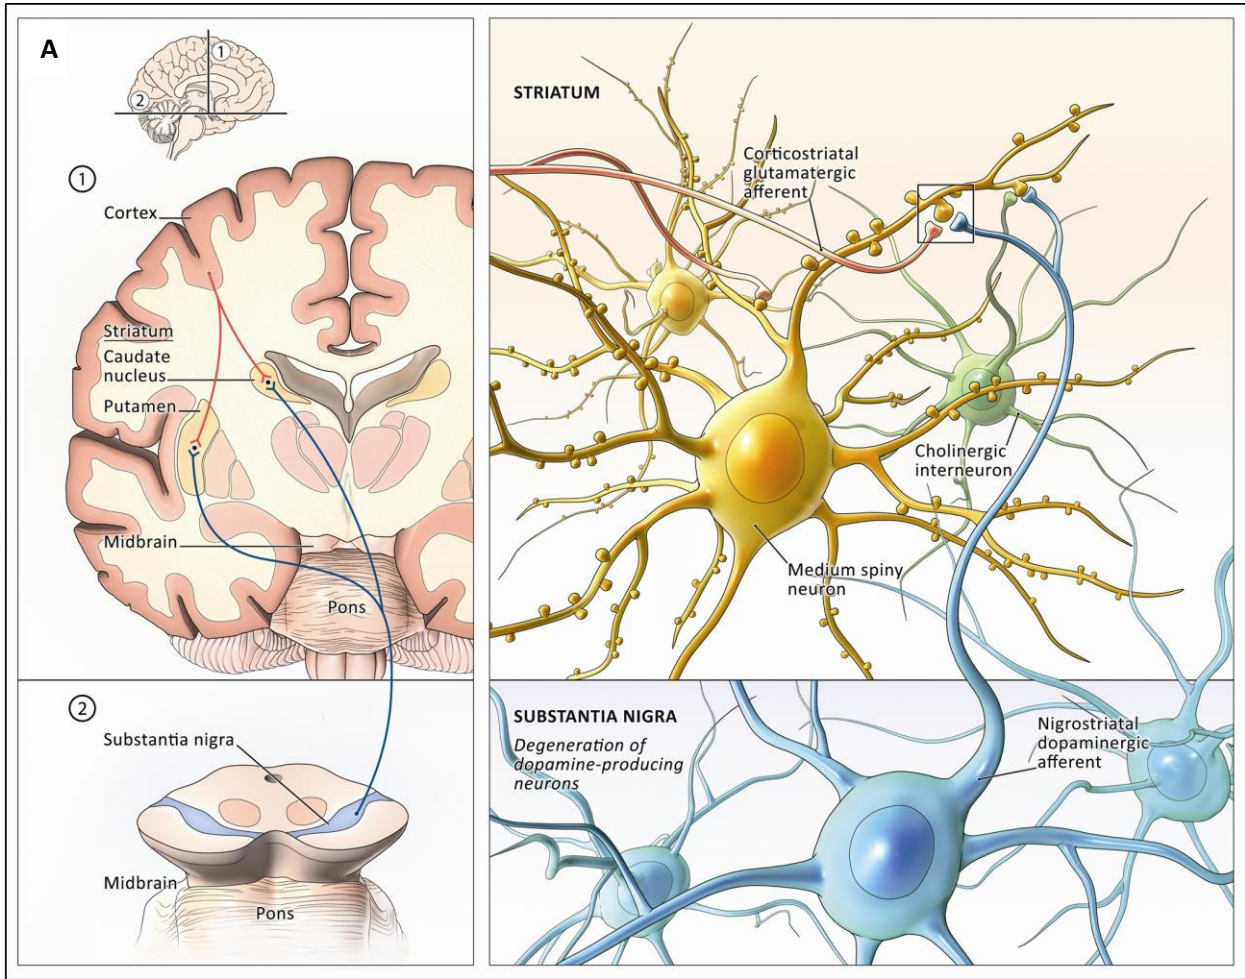 A
1
2
1
Cortex
Striatum
Caudate
nucleus
Putamen
Midbrain
Pons
2
Substantia nigra
Midbrain
Pons
STRIATUM
Corticostriatal
glutamatergic
afferent
Cholinergic
interneuron
Medium spiny
neuron
SUBSTANTIA NIGRA
Degeneration of
dopamine-producing
neurons
Nigrostriatal
dopaminergic
afferent